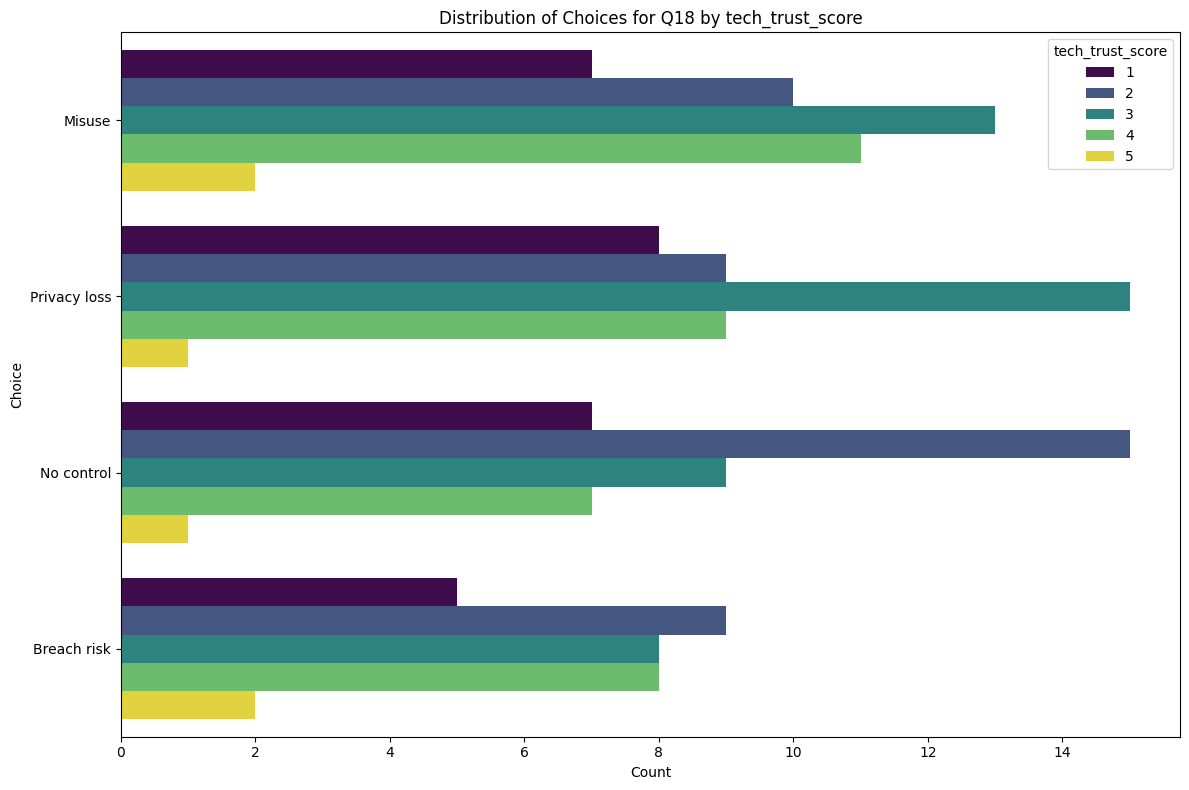 Distribution of Choices for Q18 by tech_trust_score
tech_trust_score
1
2
3
4
5
Choice
Misuse
Privacy loss
No control
Breach risk
0 2 4 6 8 10 12 14
Count